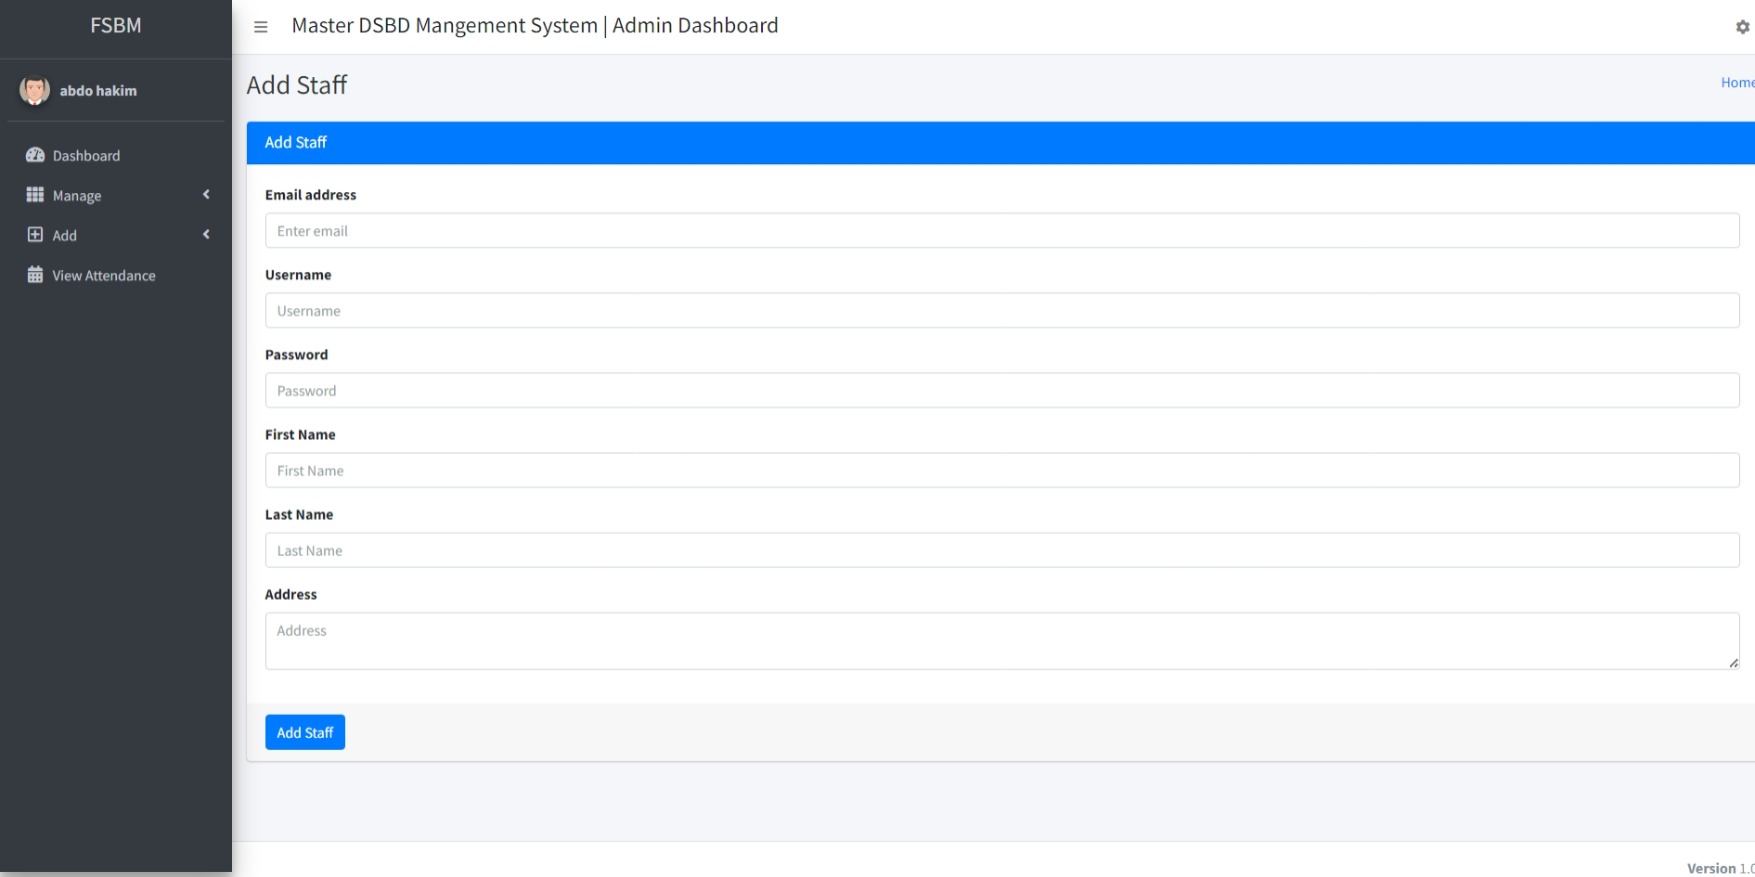 FSBM
Master DSBD Mangement System | Admin Dashboard
abdo hakim
Dashboard
Manage
Add
View Attendance
Add Staff
Home
Add Staff
Email address
Enter email
Username
Username
Password
Password
First Name
First Name
Last Name
Last Name
Address
Address
Add Staff
Version 1.0